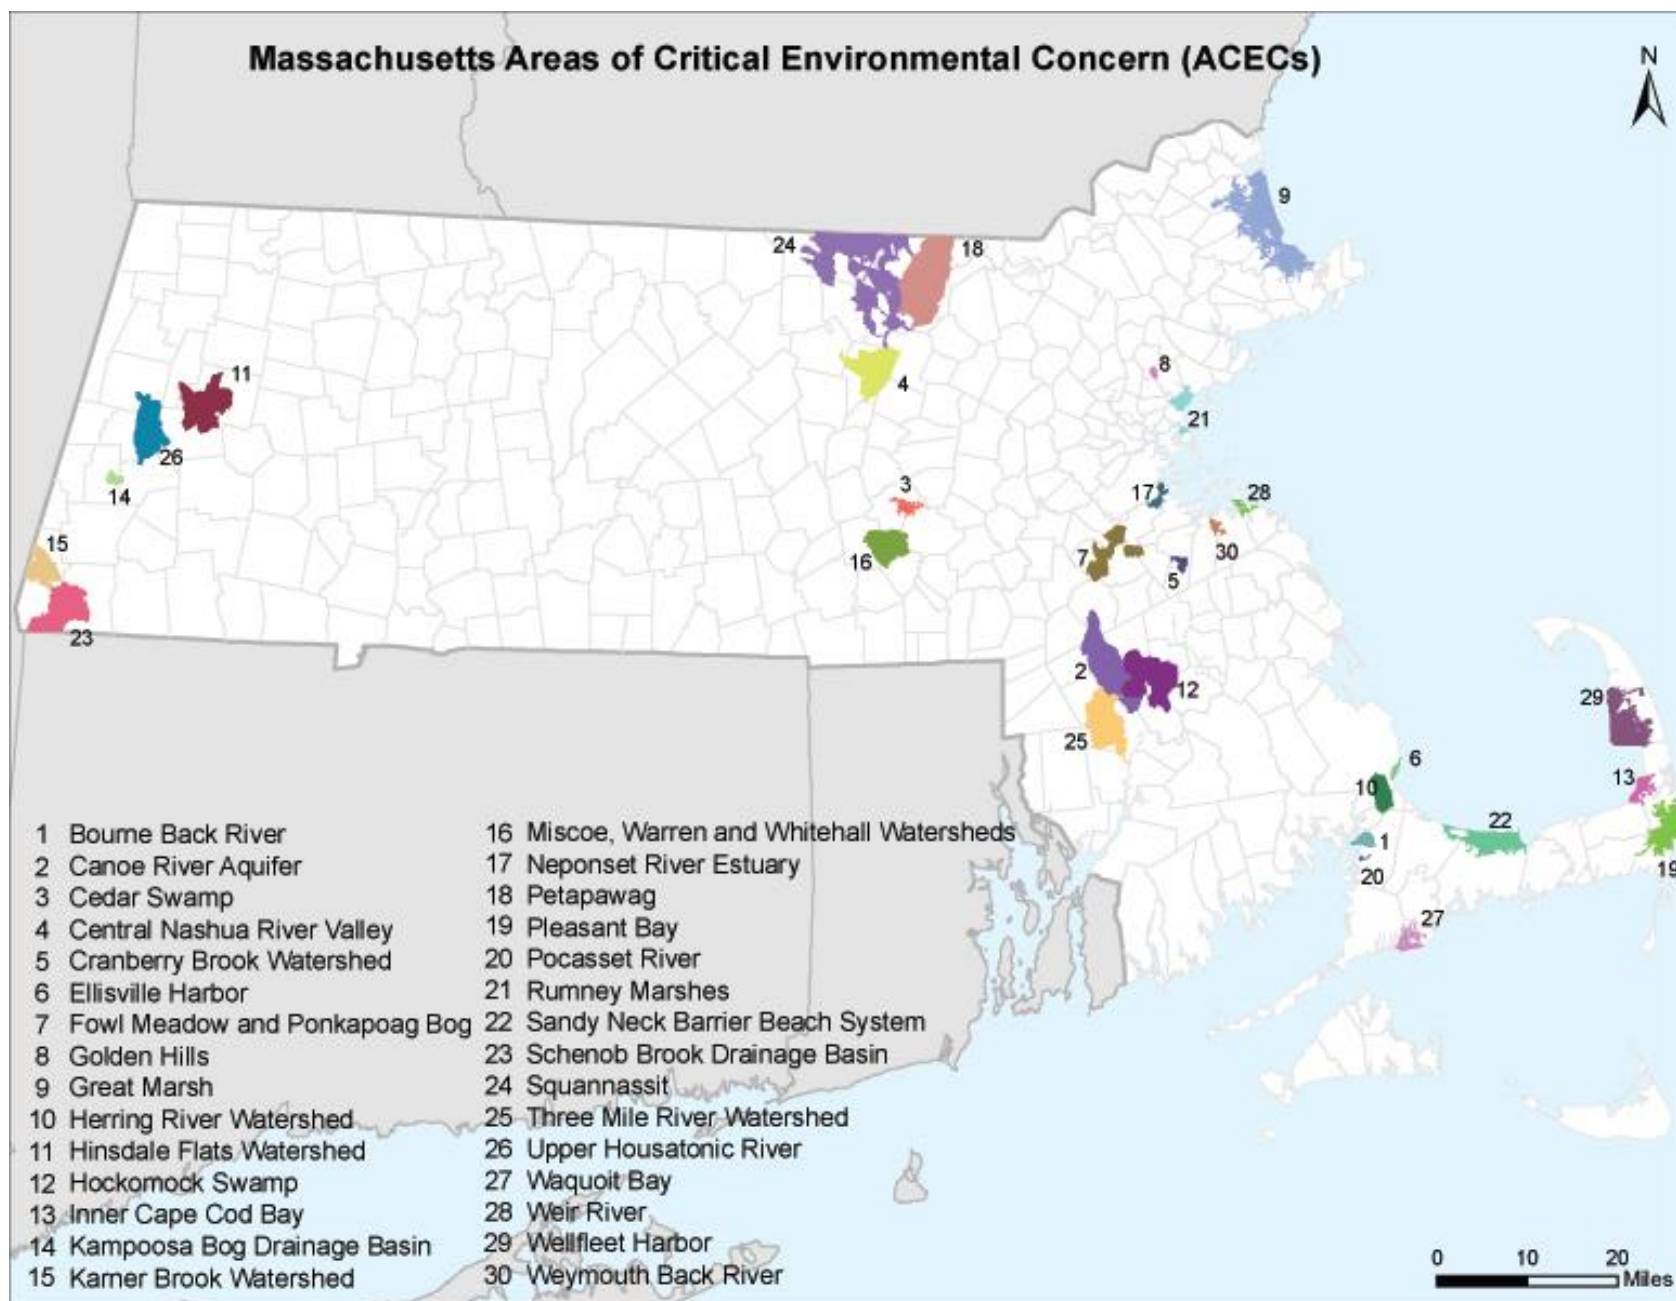 Massachusetts Areas of Critical Environmental Concern (ACECs)
N
9
24
18
8
4
11
21
26
14
3
17
28
15
16
7
5
30
23
2
12
29
25
6
13
10
22
1
20
19
27
1 Bourne Back River
2 Canoe River Aquifer
3 Cedar Swamp
4 Central Nashua River Valley
5 Cranberry Brook Watershed
6 Ellisville Harbor
7 Fowl Meadow and Ponkapoag Bog
8 Golden Hills
9 Great Marsh
10 Herring River Watershed
11 Hinsdale Flats Watershed
12 Hockomock Swamp
13 Inner Cape Cod Bay
14 Kampoosa Bog Drainage Basin
15 Karner Brook Watershed
16 Miscoe, Warren and Whitehall Watersheds
17 Neponset River Estuary
18 Petapawag
19 Pleasant Bay
20 Pocasset River
21 Rumney Marshes
22 Sandy Neck Barrier Beach System
23 Schenob Brook Drainage Basin
24 Squannassit
25 Three Mile River Watershed
26 Upper Housatonic River
27 Waquoit Bay
28 Weir River
29 Wellfleet Harbor
30 Weymouth Back River
0 10 20
Miles